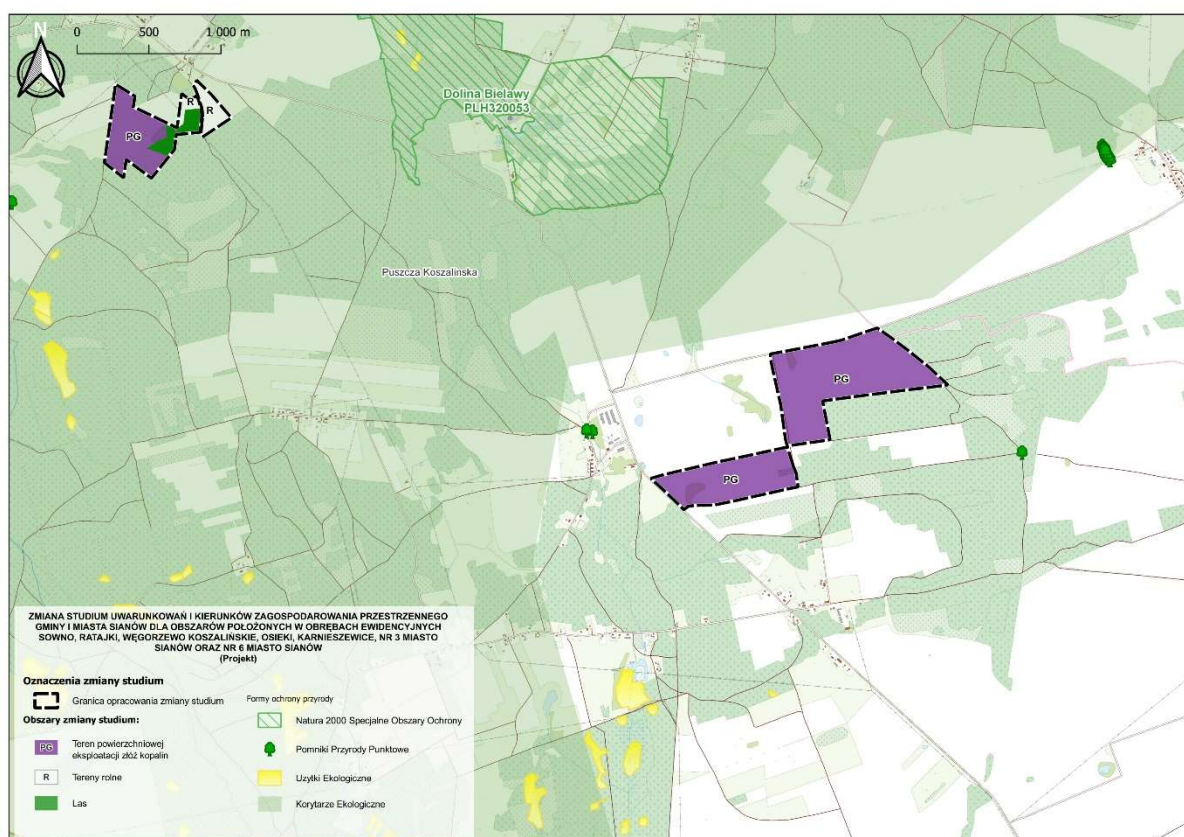 N
0 500 1 000 m
Dolina Bielawy
PLH320053
R
R
PG
Puszcza Koszalińska
PG
PG
ZMIANA STUDIUM UWARUNKOWAŃ I KIERUNKÓW ZAGOSPODAROWANIA PRZESTRZENNEGO
GMINY I MIASTA SIANÓW DLA OBSZARÓW POŁOŻONYCH W OBRĘBACH EWIDENCYJNYCH
SOWNO, RATAJKI, WĘGORZEWO KOSZALIŃSKIE, OSIEKI, KARNIESZEWICE, NR 3 MIASTO
SIANÓW ORAZ NR 6 MIASTO SIANÓW
(Projekt)
Oznaczenia zmiany studium
Granica opracowania zmiany studium
Obszary zmiany studium:
PG Teren powierzchniowej
eksploatacji złóż kopalin
R Tereny rolne
Las
Formy ochrony przyrody
Natura 2000 Specjalne Obszary Ochrony
Pomniki Przyrody Punktowe
Użytki Ekologiczne
Korytarze Ekologiczne